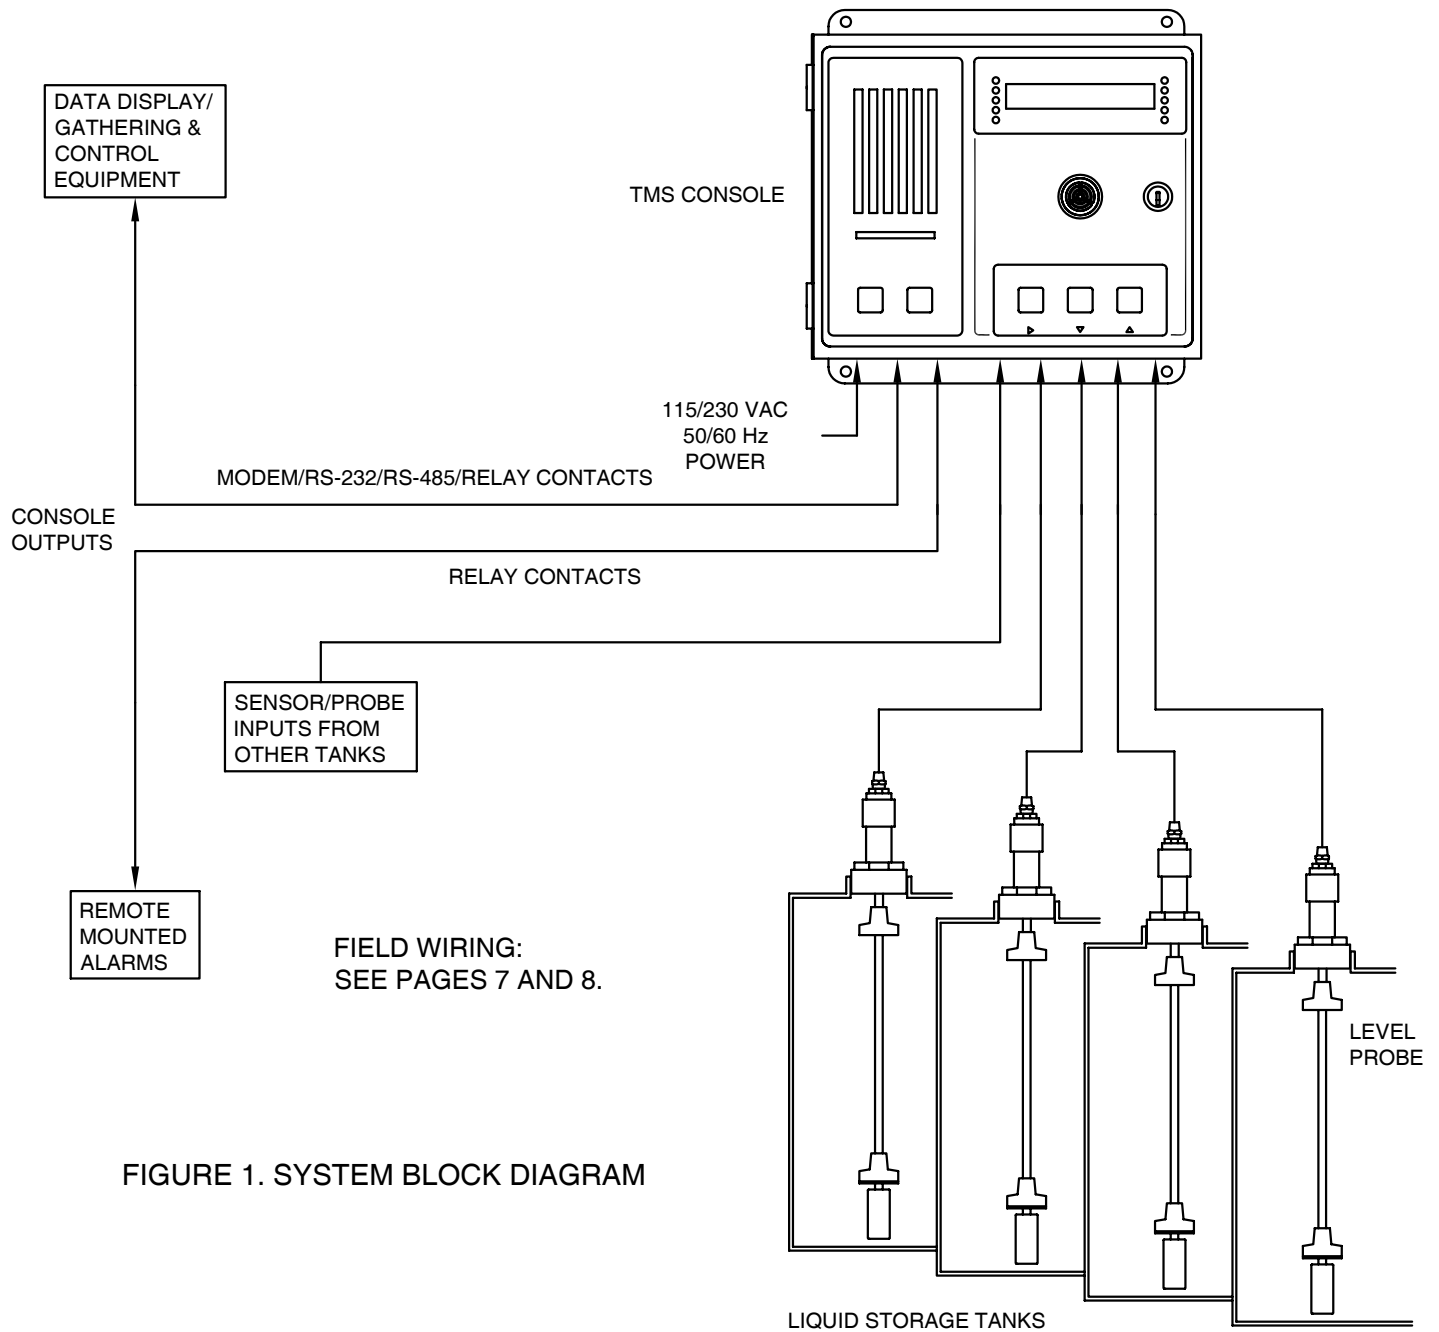 DATA DISPLAY/
GATHERING &
CONTROL
EQUIPMENT
TMS CONSOLE
115/230 VAC
50/60 Hz
POWER
MODEM/RS-232/RS-485/RELAY CONTACTS
CONSOLE
OUTPUTS
RELAY CONTACTS
SENSOR/PROBE
INPUTS FROM
OTHER TANKS
REMOTE
MOUNTED
ALARMS
FIELD WIRING:
SEE PAGES 7 AND 8.
LEVEL
PROBE
FIGURE 1. SYSTEM BLOCK DIAGRAM
LIQUID STORAGE TANKS